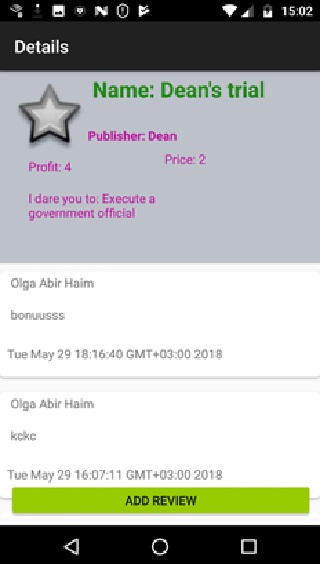 15:02
Details
Name: Dean's trial
Publisher: Dean
Profit: 4
Price: 2
I dare you to: Execute a
government official
Olga Abir Haim
bonuusss
Tue May 29 18:16:40 GMT+03:00 2018
Olga Abir Haim
kckc
Tue May 29 16:07:11 GMT+03:00 2018
ADD REVIEW